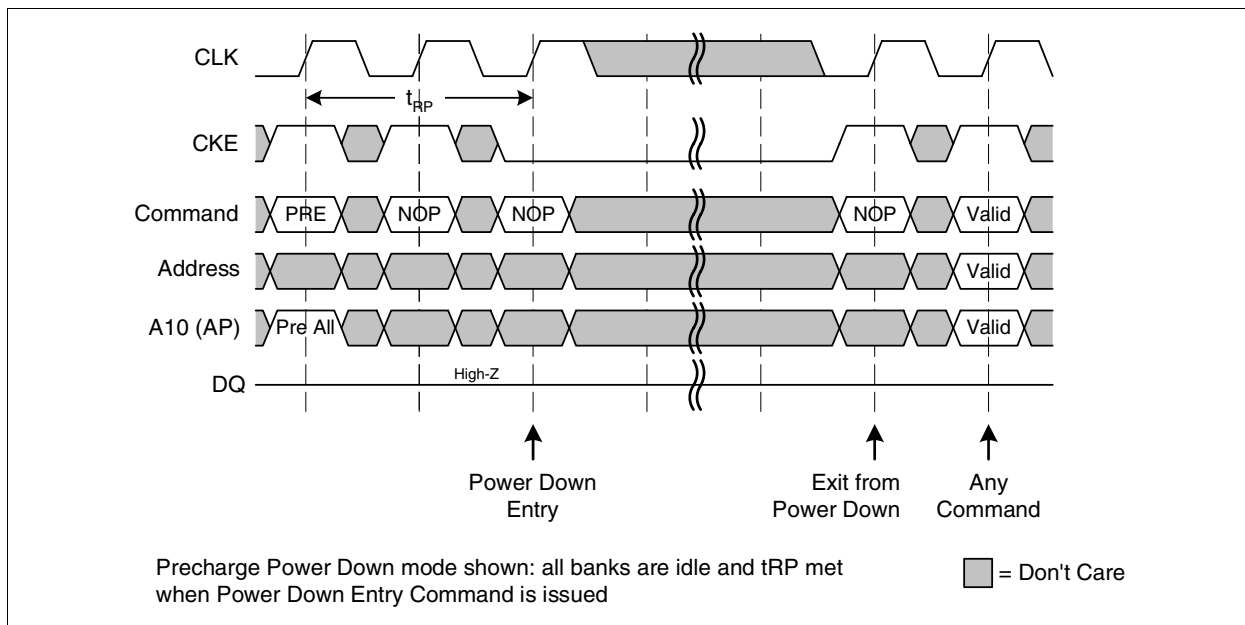 CLK
tRP
CKE
Command PRE NOP NOP NOP Valid
Address Valid
A10 (AP) Pre All Valid
DQ High-Z
Power Down
Entry
Exit from
Power Down
Any
Command
Precharge Power Down mode shown: all banks are idle and tRP met
when Power Down Entry Command is issued
= Don't Care